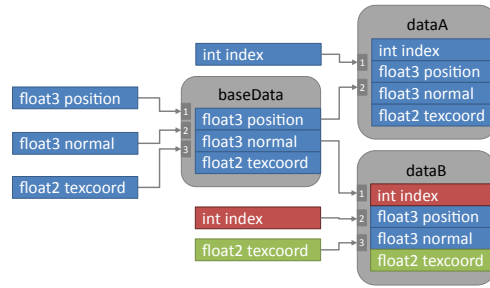 dataA
int index
1
int index
float3 position
2
float3 normal
float2 texcoord
baseData
float3 position
1
float3 position
float3 normal
2
float3 normal
3
float2 texcoord
float2 texcoord
dataB
1
int index
int index
2
float3 position
3
float3 normal
float2 texcoord
float2 texcoord